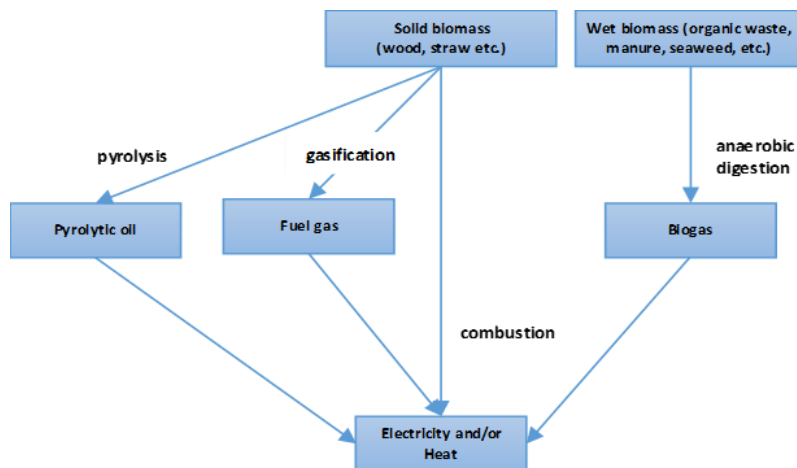 Solid biomass
(wood, straw etc.)
Wet biomass (organic waste,
manure, seaweed, etc.)
pyrolysis
gasification
anaerobic
digestion
Pyrolytic oil
Fuel gas
Biogas
combustion
Electricity and/or
Heat